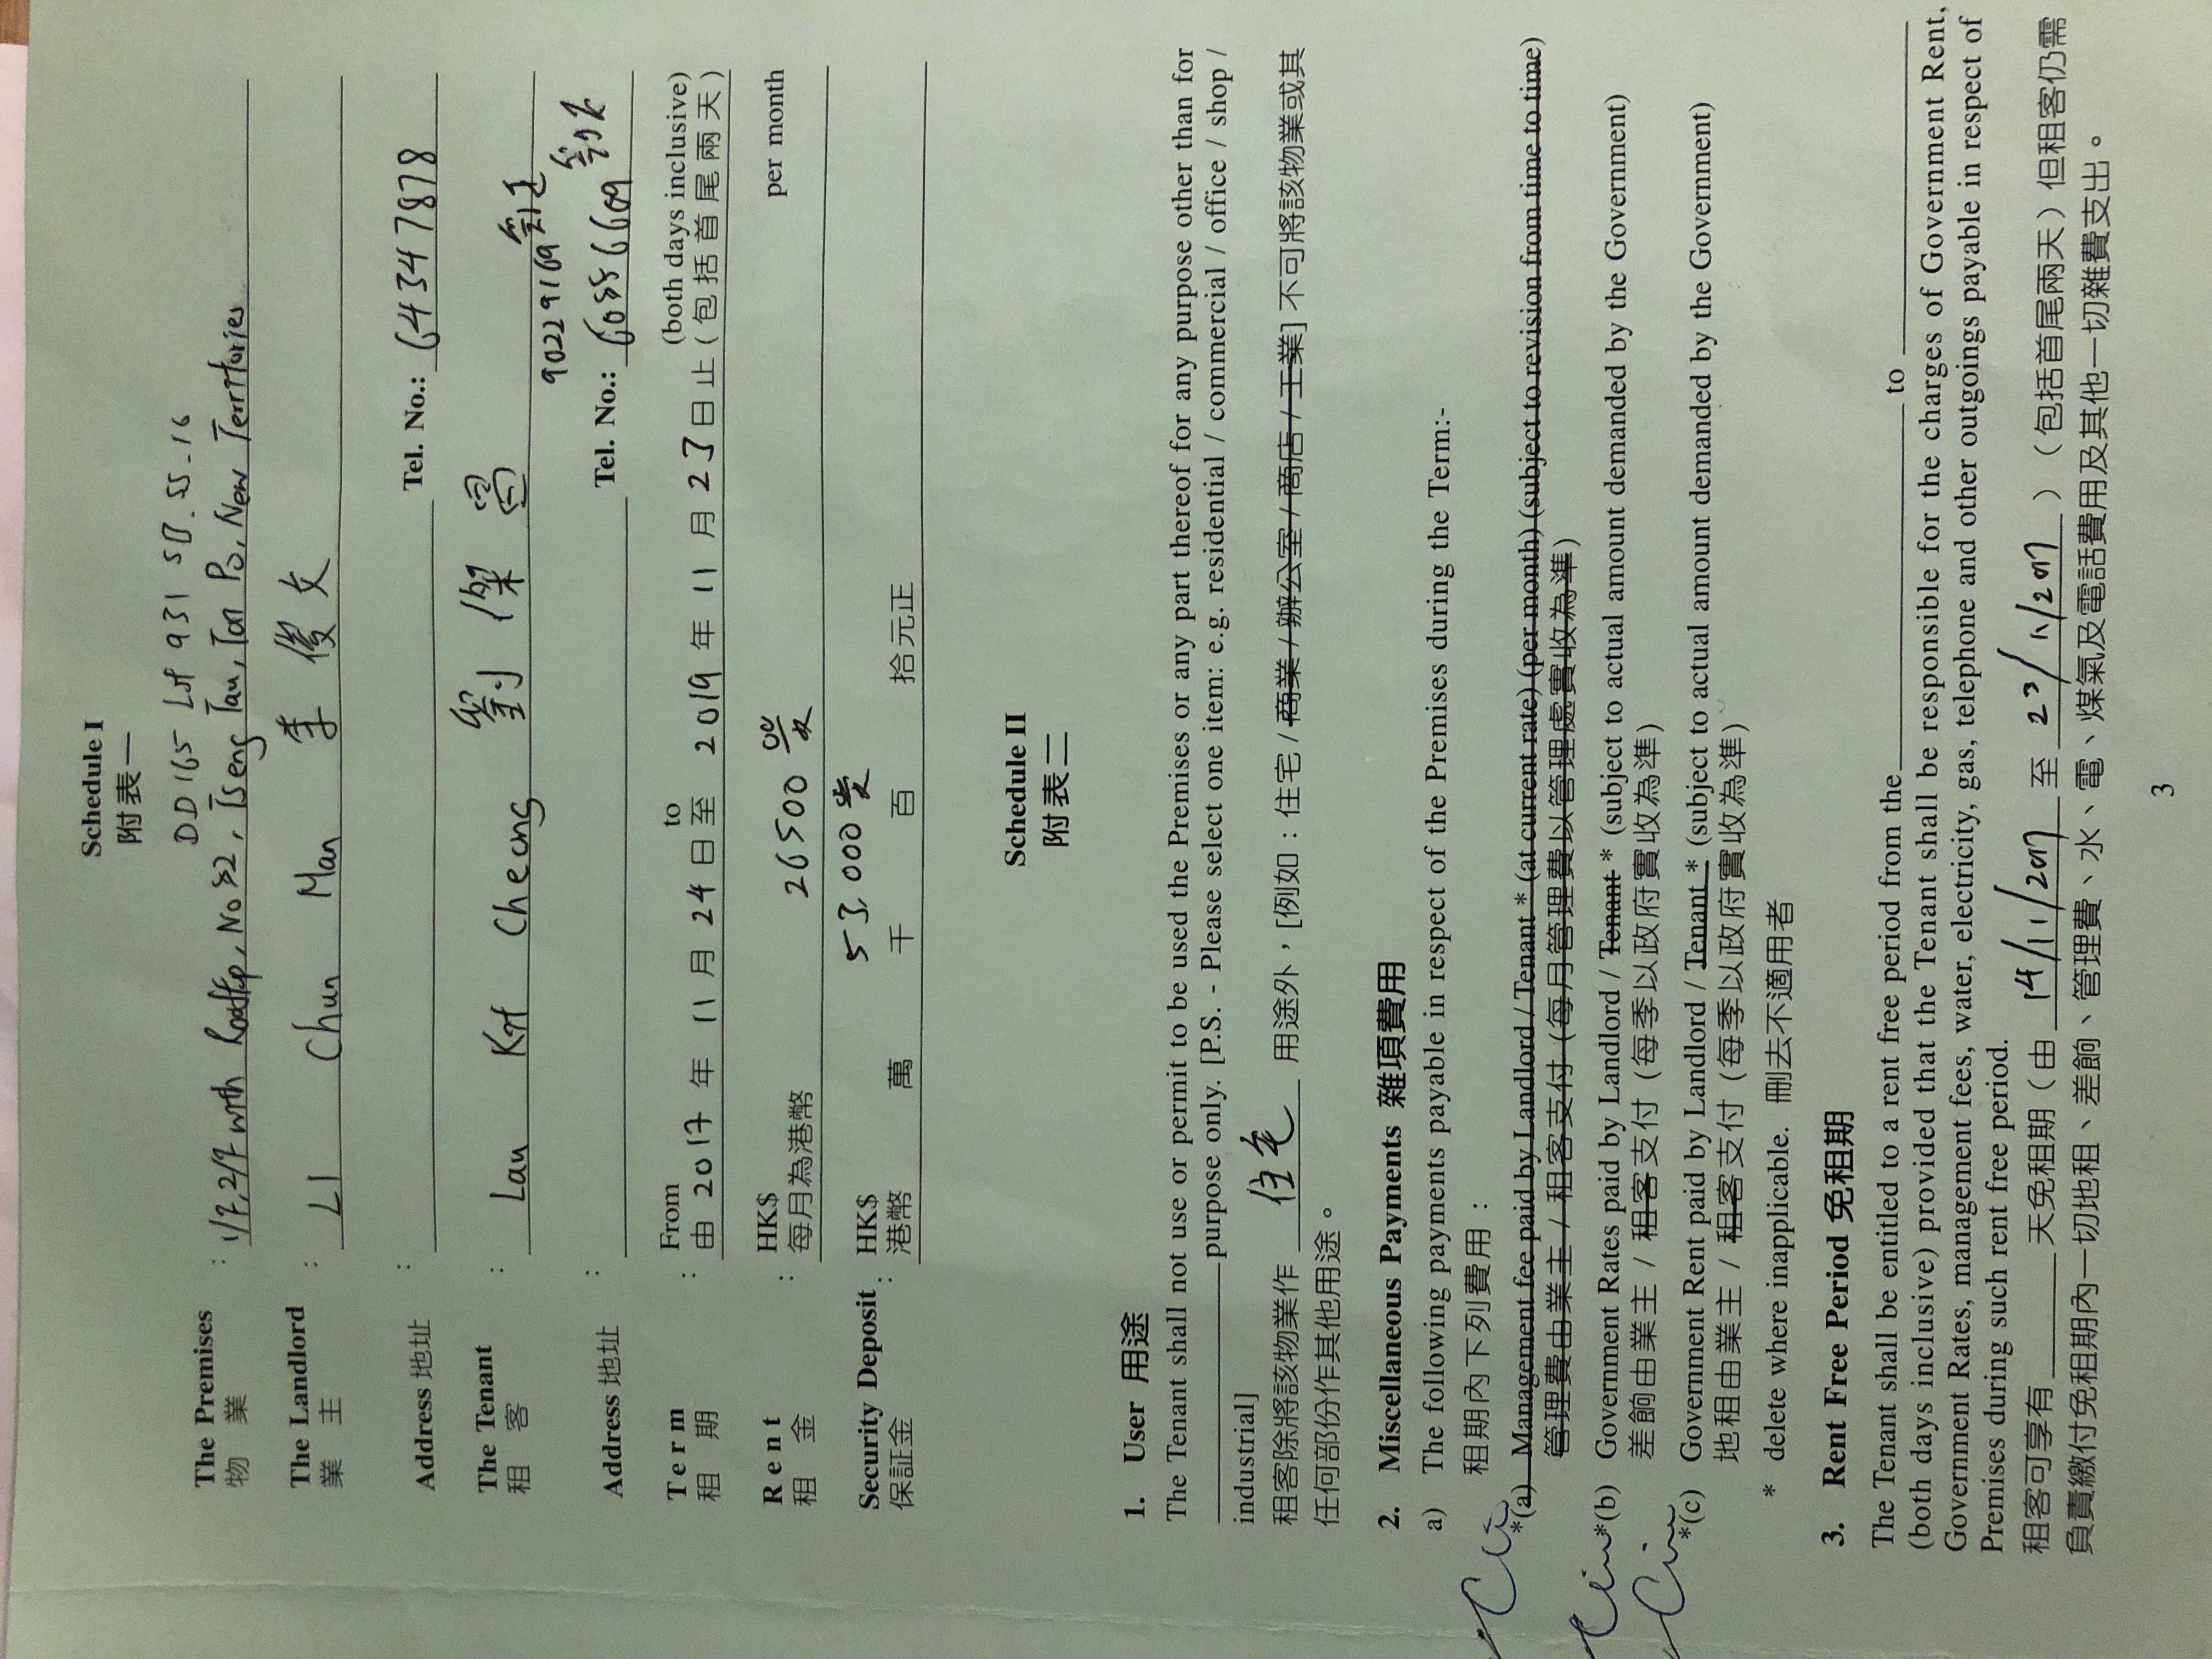 Schedule I
附表一
DD 165 Lot 931 SD. SS. 16
The Premises : 1/F, 2/F with Rooftop, No 52, Tseng Tau, Tai Po, New Territories
物業
The Landlord : LI Chun Man 李俊文
業主
Address 地址 : Tel. No.: 64347878
The Tenant : Lau Kit Cheong 劉傑
租客
90229169
Address 地址 : Tel. No.: 60556609
Term : From to (both days inclusive)
租期 由 2017 年 11 月 24 日至 2019 年 11 月 23 日止 (包括首尾兩天)
Rent : HK$ 26500 per month
租金 每月為港幣
Security Deposit : HK$ 53,000
保証金 港幣 萬 千 百 拾元正
Schedule II
附表二
1. User 用途
The Tenant shall not use or permit to be used the Premises or any part thereof for any purpose other than for
purpose only. [P.S. - Please select one item: e.g. residential / commercial / office / shop /
industrial]
租客除將該物業作 住宅 用途外，[例如：住宅/商業/辦公室/商店/工業] 不可將該物業或其
任何部份作其他用途。
2. Miscellaneous Payments 雜項費用
a) The following payments payable in respect of the Premises during the Term:-
租期內下列費用：
*(a) Management fee paid by Landlord / Tenant * (at current rate) (per month) (subject to revision from time to time)
管理費由業主 / 租客支付 (每月管理費以管理處實收為準)
*(b) Government Rates paid by Landlord / Tenant * (subject to actual amount demanded by the Government)
差餉由業主 / 租客支付 (每季以政府實收為準)
*(c) Government Rent paid by Landlord / Tenant * (subject to actual amount demanded by the Government)
地租由業主 / 租客支付 (每季以政府實收為準)
* delete where inapplicable. 刪去不適用者
3. Rent Free Period 免租期
The Tenant shall be entitled to a rent free period from the to
(both days inclusive) provided that the Tenant shall be responsible for the charges of Government Rent,
Government Rates, management fees, water, electricity, gas, telephone and other outgoings payable in respect of
Premises during such rent free period.
租客可享有 天免租期 (由 14/11/2017 至 23/11/2017 ) (包括首尾兩天) 但租客仍需
負責繳付免租期內一切地租、差餉、管理費、水、電、煤氣及電話費用及其他一切雜費支出。
3